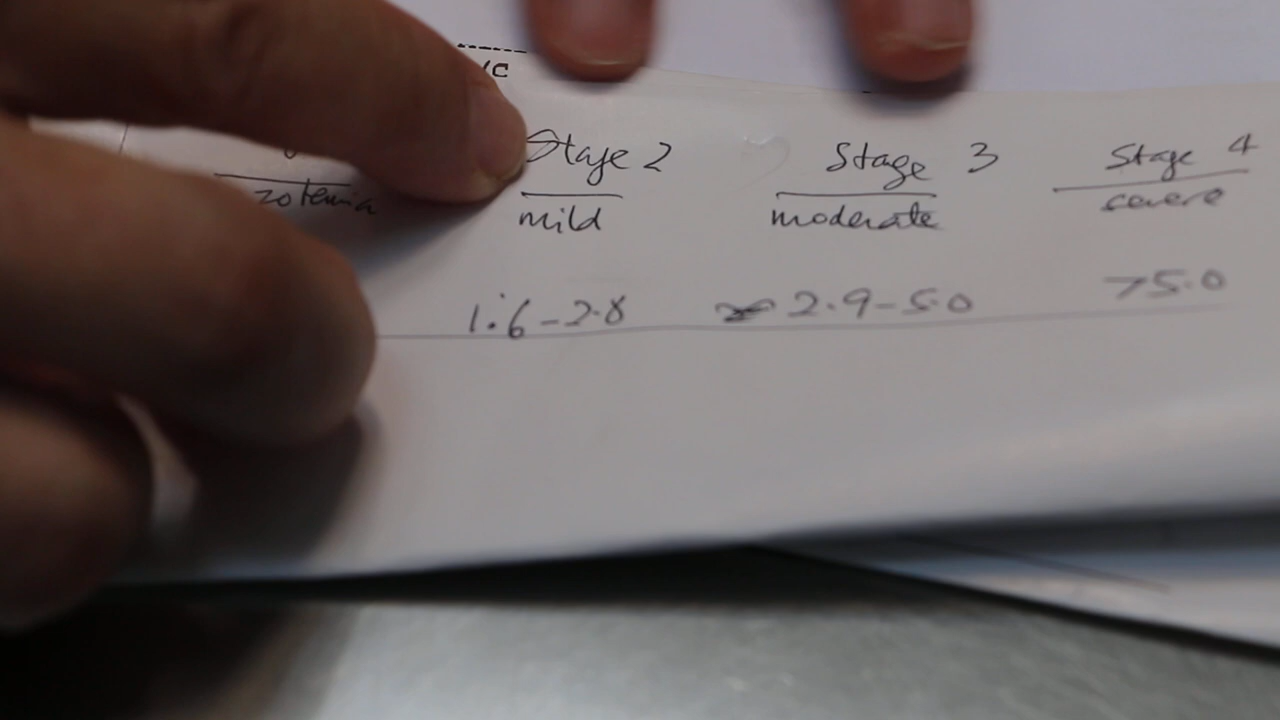 Stage 2 Stage 3 Stage 4
zotemia mild moderate severe
1.6-2.8 2.9-5.0 >5.0